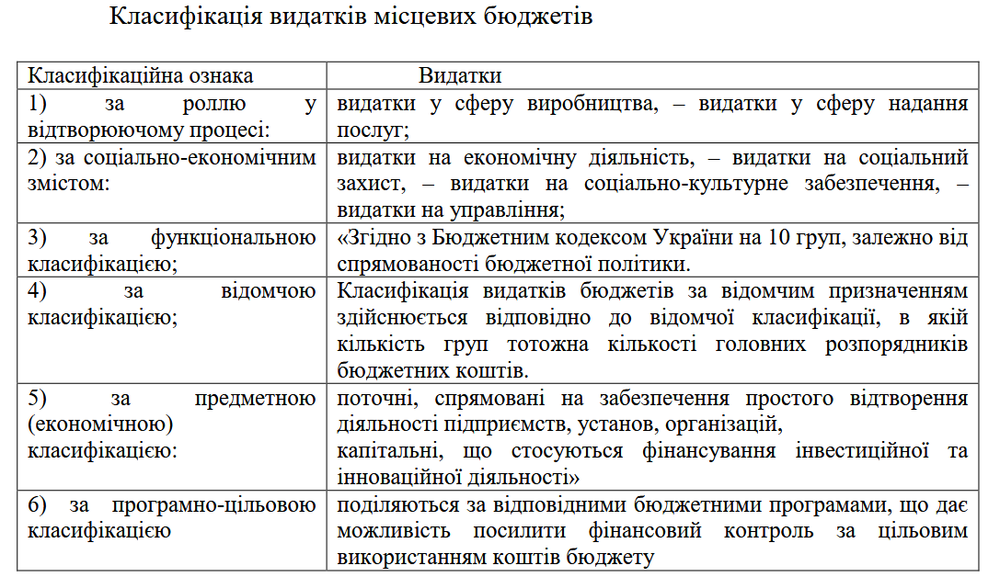 Класифікація видатків місцевих бюджетів
Класифікаційна ознака
Видатки
1) за роллю у
відтворюючому процесі:
видатки у сферу виробництва, – видатки у сферу надання
послуг;
2) за соціально-економічним
змістом:
видатки на економічну діяльність, – видатки на соціальний
захист, – видатки на соціально-культурне забезпечення, –
видатки на управління;
3) за функціональною
класифікацією;
«Згідно з Бюджетним кодексом України на 10 груп, залежно від
спрямованості бюджетної політики.
4) за відомчою
класифікацією;
Класифікація видатків бюджетів за відомчим призначенням
здійснюється відповідно до відомчої класифікації, в якій
кількість груп тотожна кількості головних розпорядників
бюджетних коштів.
5) за предметною
(економічною)
класифікацією:
поточні, спрямовані на забезпечення простого відтворення
діяльності підприємств, установ, організацій,
капітальні, що стосуються фінансування інвестиційної та
інноваційної діяльності»
6) за програмно-цільовою
класифікацією
поділяються за відповідними бюджетними програмами, що дає
можливість посилити фінансовий контроль за цільовим
використанням коштів бюджету